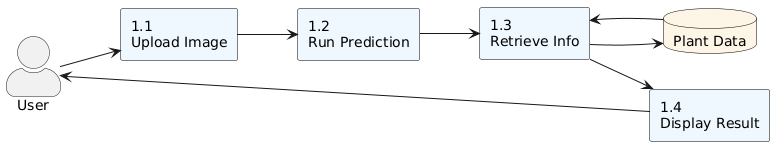 User
1.1
Upload Image
1.2
Run Prediction
1.3
Retrieve Info
Plant Data
1.4
Display Result